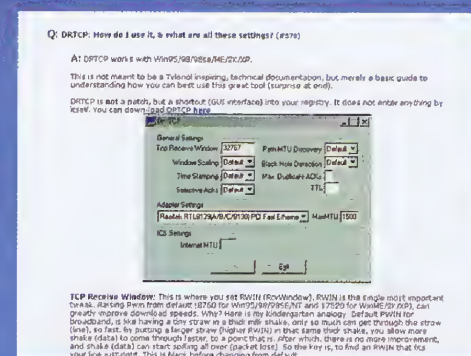 Q: DRTCP: How do I use it, & what are all these settings? (#578)
A: DRTCP works with Win95/98/98se/ME/2K/XP.
This is not meant to be a Tylenol inspiring, technical documentation, but merely a basic guide to
understanding how you can best use this great tool (surprise at end).
DRTCP is not a patch, but a shortcut (GUI interface) into your registry. It does not enter anything by
itself. You can down-load DRTCP here
General Settings
Tcp Receive Window 32767 Path MTU Discovery Default
Window Scaling Default Black Hole Detection Default
Time Stamping Default Max. Duplicate ACKs
Selective Acks Default TTL
Adapter Settings
Realtek RTL8139(A/B/C/8130) PCI Fast Etherne MaxMTU 1500
ICS Settings
Internet MTU
Exit
TCP Receive Window: This is where you set RWIN (RcvWindow). RWIN is the single most important
tweak. Raising Rwin from default (8760 for Win95/98/98SE/NT and 17520 for WinME/2K/XP), can
greatly improve download speeds. Why? Here is my kindergarten analogy. Default PWIN for
broadband, is like having a tiny straw in a thick milk shake, only so much can get through the straw
(line), so fast. By putting a larger straw (higher RWIN) in that same thick shake, you allow more
shake (data) to come through faster, to a point that is. After which, there is no more improvement,
and shake (data) can start spilling all over (packet loss). So the key, is to find an RWIN that fits
your line just right. This is blank before changing from default